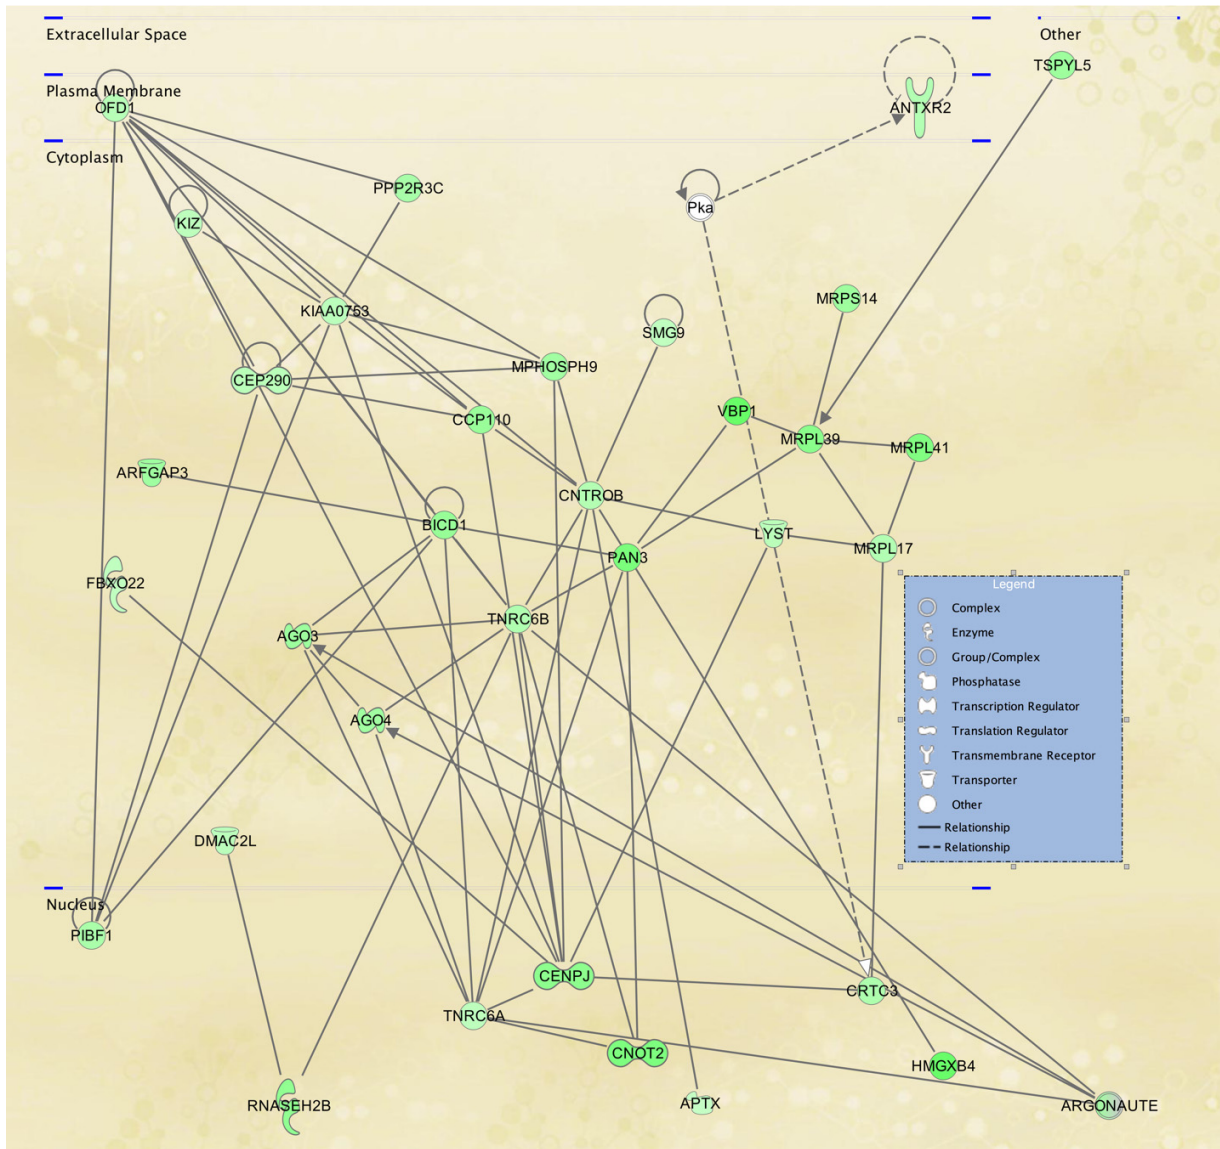 Extracellular Space
Other
TSPYL5
Plasma Membrane
OFD1
ANTXR2
Cytoplasm
PPP2R3C
Pka
KIZ
MRPS14
KIAA0753
SMG9
MPHOSPH9
CEP290
VBP1
CCP110
MRPL39
MRPL41
ARFGAP3
CNTROB
BICD1
LYST
MRPL17
PAN3
FBXO22
TNRC6B
AGO3
AGO4
Legend
Complex
Enzyme
Group/Complex
Phosphatase
Transcription Regulator
Translation Regulator
Transmembrane Receptor
Transporter
Other
Relationship
Relationship
DMAC2L
Nucleus
PIBF1
CENPJ
CRTC3
TNRC6A
CNOT2
HMGXB4
RNASEH2B
APTX
ARGONAUTE